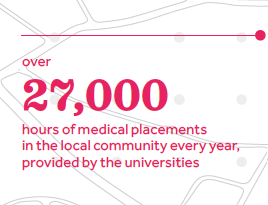 over
27,000
hours of medical placements
in the local community every year,
provided by the universities